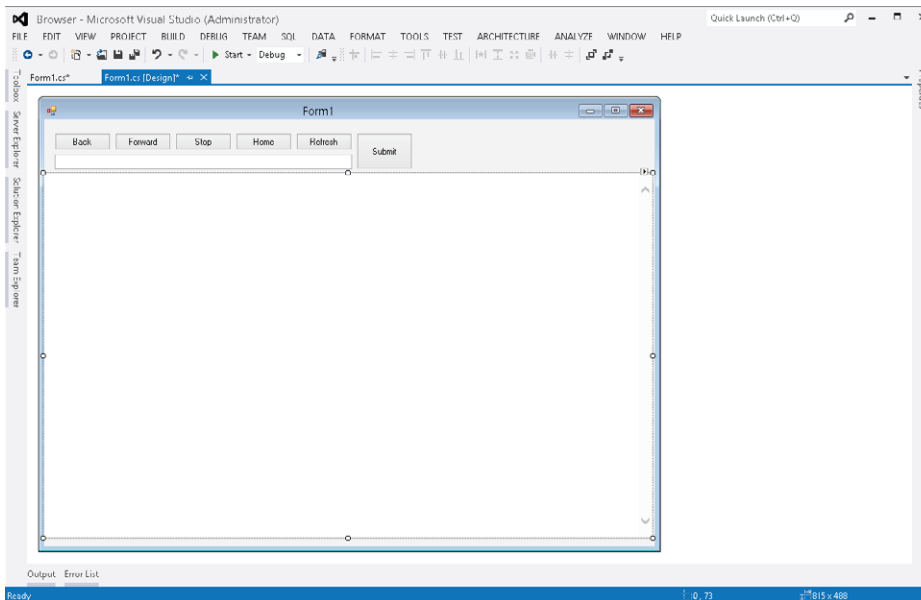 Browser - Microsoft Visual Studio (Administrator)
Quick Launch (Ctrl+Q)
FILE EDIT VIEW PROJECT BUILD DEBUG TEAM SQL DATA FORMAT TOOLS TEST ARCHITECTURE ANALYZE WINDOW HELP
Start Debug
Toolbox
Server Explorer
Solution Explorer
Team Explorer
Form1.cs* Form1.cs [Design]*
Form1
Back Forward Stop Home Refresh
Submit
Output Error List
Ready
815 x 488